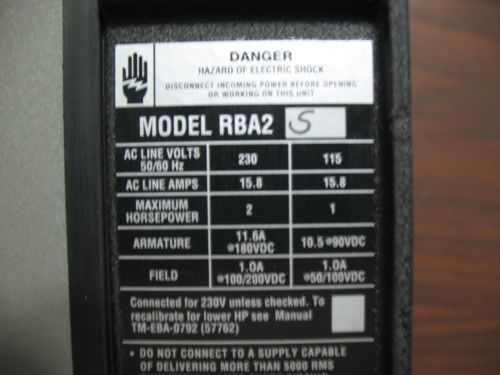 DANGER
HAZARD OF ELECTRIC SHOCK
DISCONNECT INCOMING POWER BEFORE OPENING
OR WORKING ON THIS UNIT
MODEL RBA2 S
AC LINE VOLTS 50/60 Hz 230 115
AC LINE AMPS 15.8 15.8
MAXIMUM HORSEPOWER 2 1
ARMATURE 11.6A @180VDC 10.5@90VDC
FIELD 1.0A @100/200VDC 1.0A @50/100VDC
Connected for 230V unless checked. To
recalibrate for lower HP see Manual
TM-EBA-0792 (57762)
• DO NOT CONNECT TO A SUPPLY CAPABLE
OF DELIVERING MORE THAN 5000 RMS